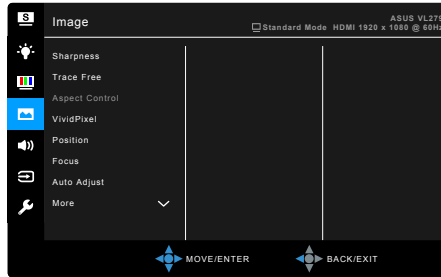 S
Image
ASUS VL279
Standard Mode HDMI 1920 x 1080 @ 60Hz
Sharpness
Trace Free
Aspect Control
VividPixel
Position
Focus
Auto Adjust
More
MOVE/ENTER
BACK/EXIT